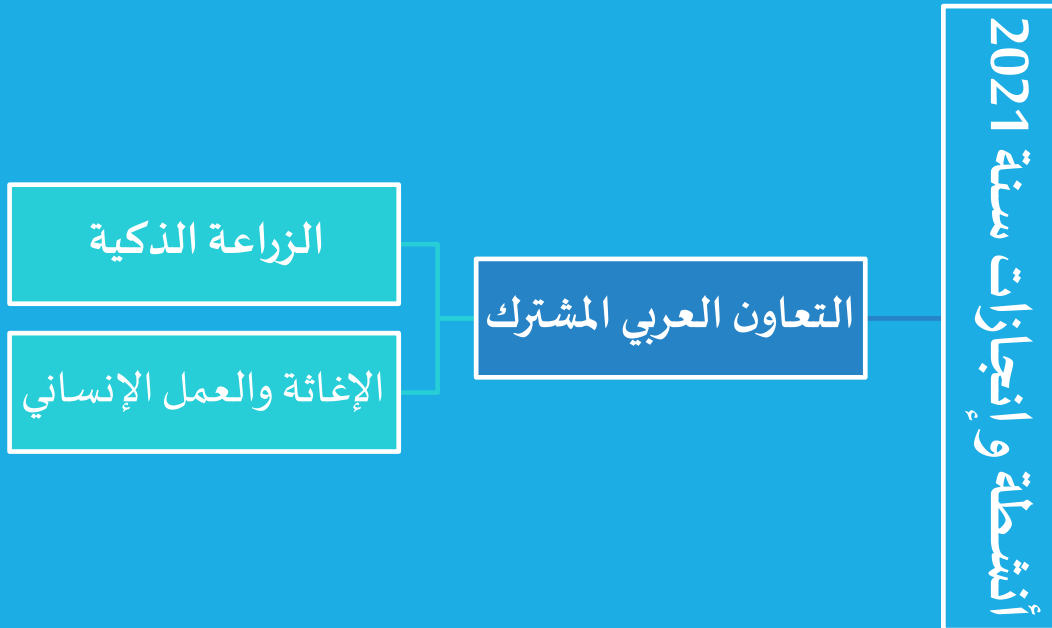 أنشطة و إنجازات سنة 2021
التعاون العربي المشترك
الزراعة الذكية
الإغاثة والعمل الإنساني